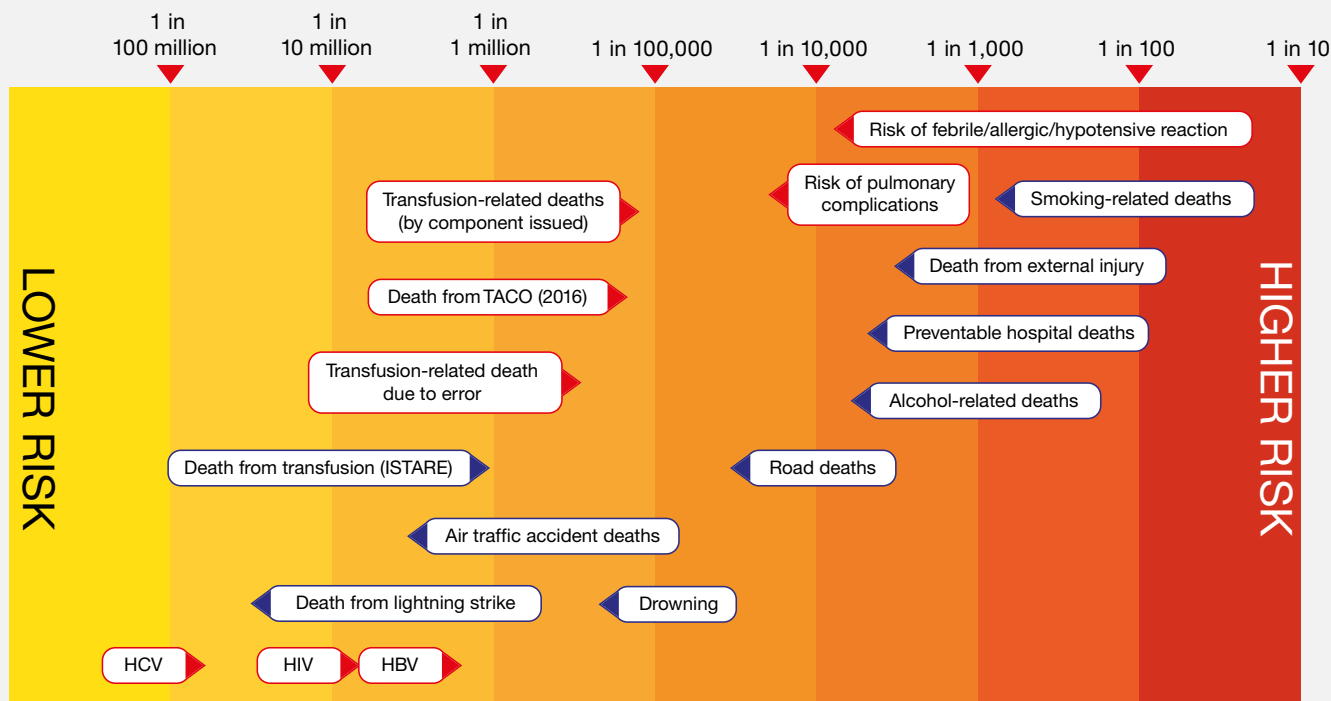 1 in
100 million
1 in
10 million
1 in
1 million
1 in 100,000
1 in 10,000
1 in 1,000
1 in 100
1 in 10
LOWER RISK
HIGHER RISK
Risk of febrile/allergic/hypotensive reaction
Transfusion-related deaths
(by component issued)
Risk of pulmonary
complications
Smoking-related deaths
Death from external injury
Death from TACO (2016)
Preventable hospital deaths
Transfusion-related death
due to error
Alcohol-related deaths
Death from transfusion (ISTARE)
Road deaths
Air traffic accident deaths
Death from lightning strike
Drowning
HCV
HIV
HBV